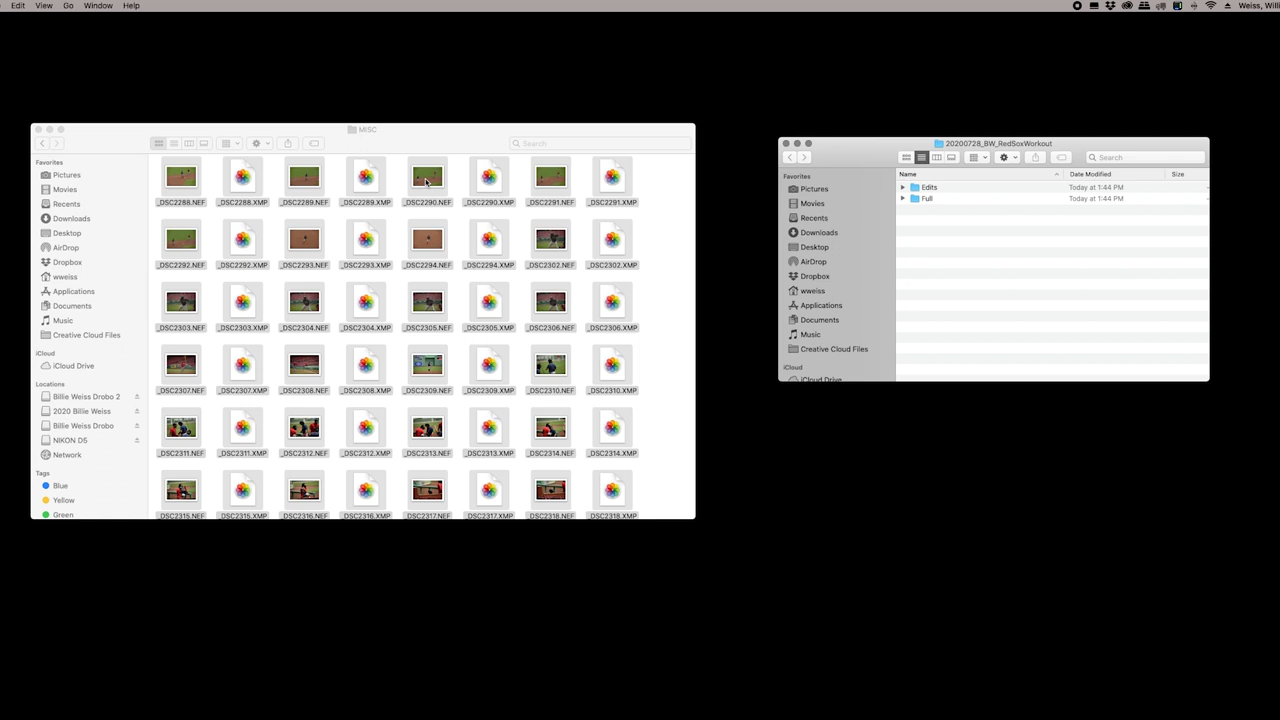 Edit View Go Window Help
Weiss, Willi
MISC
Search
Favorites
Pictures
Movies
Recents
Downloads
Desktop
AirDrop
Dropbox
wweiss
Applications
Documents
Music
Creative Cloud Files
iCloud
iCloud Drive
Locations
Billie Weiss Drobo 2
2020 Billie Weiss
Billie Weiss Drobo
NIKON D5
Network
Tags
Blue
Yellow
Green
_DSC2288.NEF _DSC2288.XMP _DSC2289.NEF _DSC2289.XMP _DSC2290.NEF _DSC2290.XMP _DSC2291.NEF _DSC2291.XMP
_DSC2292.NEF _DSC2292.XMP _DSC2293.NEF _DSC2293.XMP _DSC2294.NEF _DSC2294.XMP _DSC2302.NEF _DSC2302.XMP
_DSC2303.NEF _DSC2303.XMP _DSC2304.NEF _DSC2304.XMP _DSC2305.NEF _DSC2305.XMP _DSC2306.NEF _DSC2306.XMP
_DSC2307.NEF _DSC2307.XMP _DSC2308.NEF _DSC2308.XMP _DSC2309.NEF _DSC2309.XMP _DSC2310.NEF _DSC2310.XMP
_DSC2311.NEF _DSC2311.XMP _DSC2312.NEF _DSC2312.XMP _DSC2313.NEF _DSC2313.XMP _DSC2314.NEF _DSC2314.XMP
_DSC2315.NEF _DSC2315.XMP _DSC2316.NEF _DSC2316.XMP _DSC2317.NEF _DSC2317.XMP _DSC2318.NEF _DSC2318.XMP
20200728_BW_RedSoxWorkout
Search
Favorites
Pictures
Movies
Recents
Downloads
Desktop
AirDrop
Dropbox
wweiss
Applications
Documents
Music
Creative Cloud Files
iCloud
iCloud Drive
Name Date Modified Size
Edits Today at 1:44 PM
Full Today at 1:44 PM